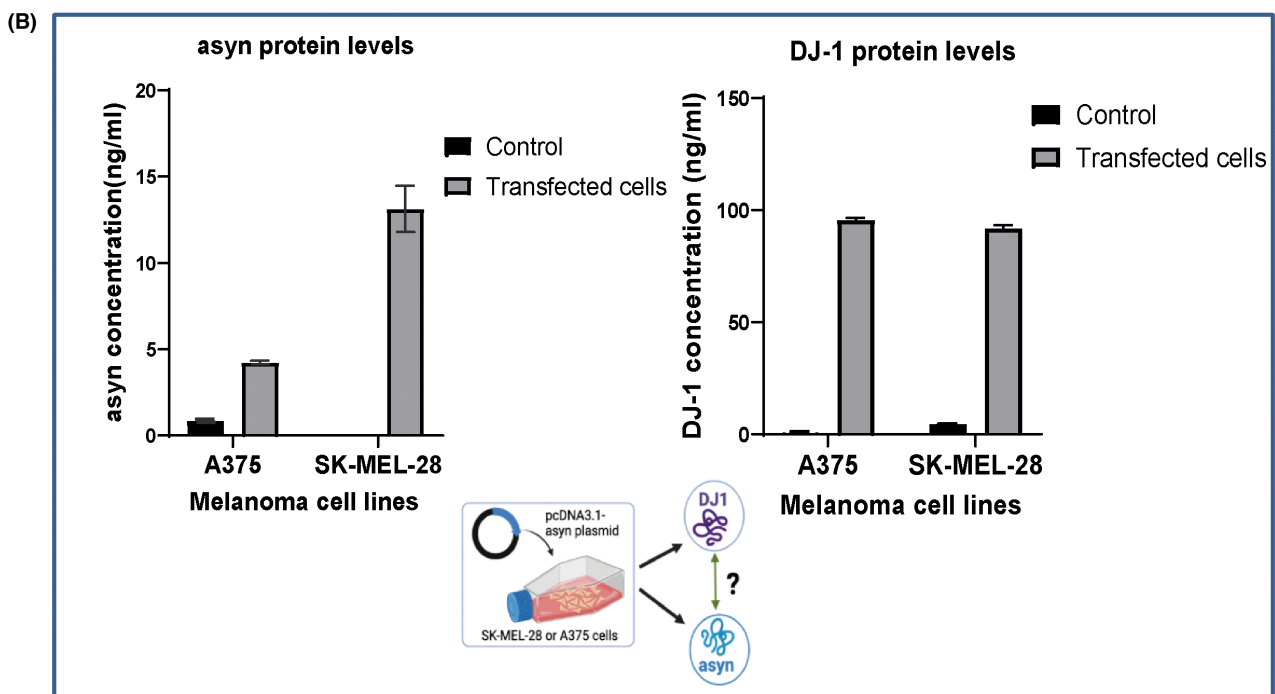 (B)
asyn protein levels
asyn concentration(ng/ml)
20
15
10
5
0
Control
Transfected cells
A375
SK-MEL-28
Melanoma cell lines
DJ-1 protein levels
DJ-1 concentration (ng/ml)
150
100
50
0
Control
Transfected cells
A375
SK-MEL-28
Melanoma cell lines
pcDNA3.1-
asyn plasmid
SK-MEL-28 or A375 cells
DJ1
?
asyn